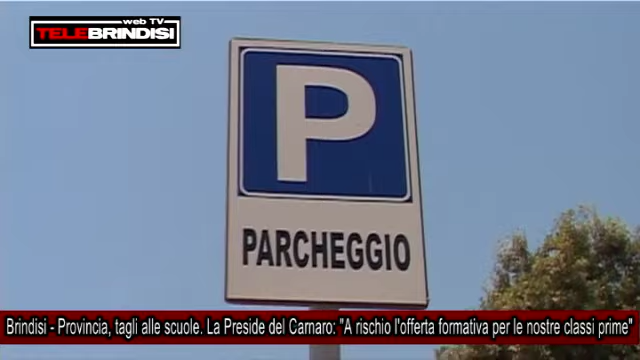 web TV
TELEBRINDISI
P
PARCHEGGIO
Brindisi - Provincia, tagli alle scuole. La Preside del Carnaro: "A rischio l'offerta formativa per le nostre classi prime"